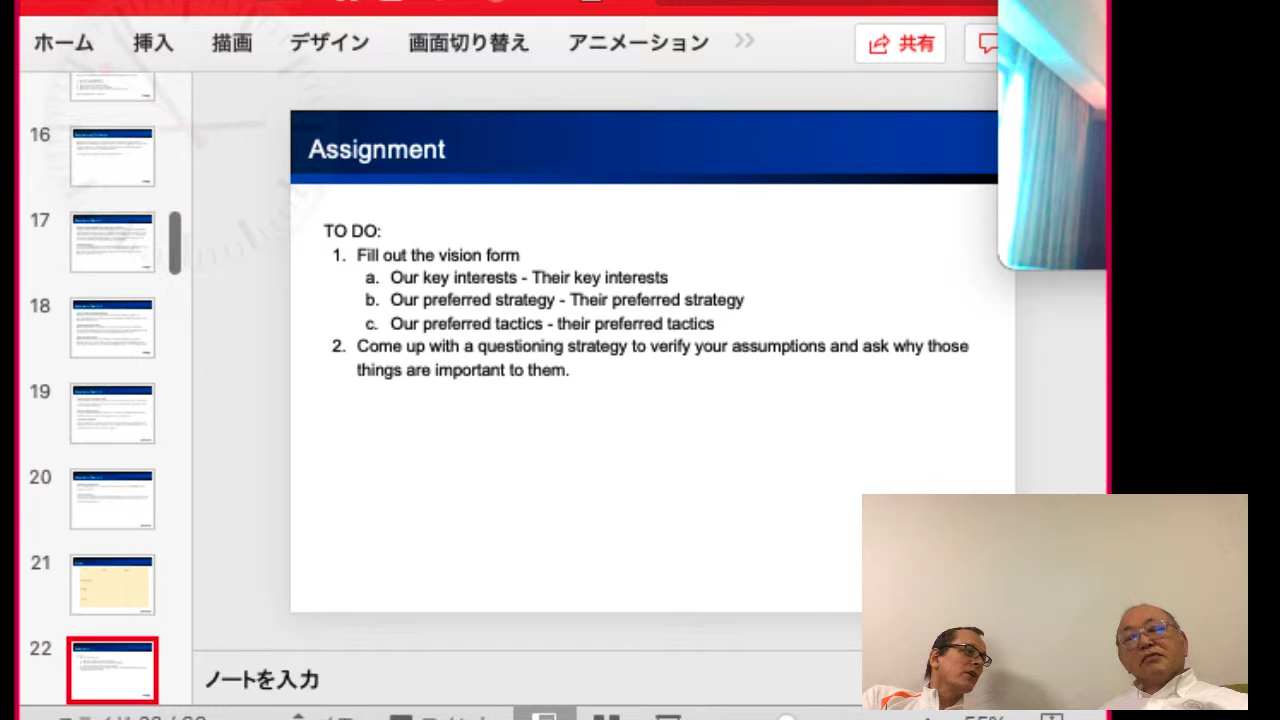 ホーム 挿入 描画 デザイン 画面切り替え アニメーション 共有
16
17
18
19
20
21
22
Assignment
TO DO:
1. Fill out the vision form
a. Our key interests - Their key interests
b. Our preferred strategy - Their preferred strategy
c. Our preferred tactics - their preferred tactics
2. Come up with a questioning strategy to verify your assumptions and ask why those
things are important to them.
ノートを入力